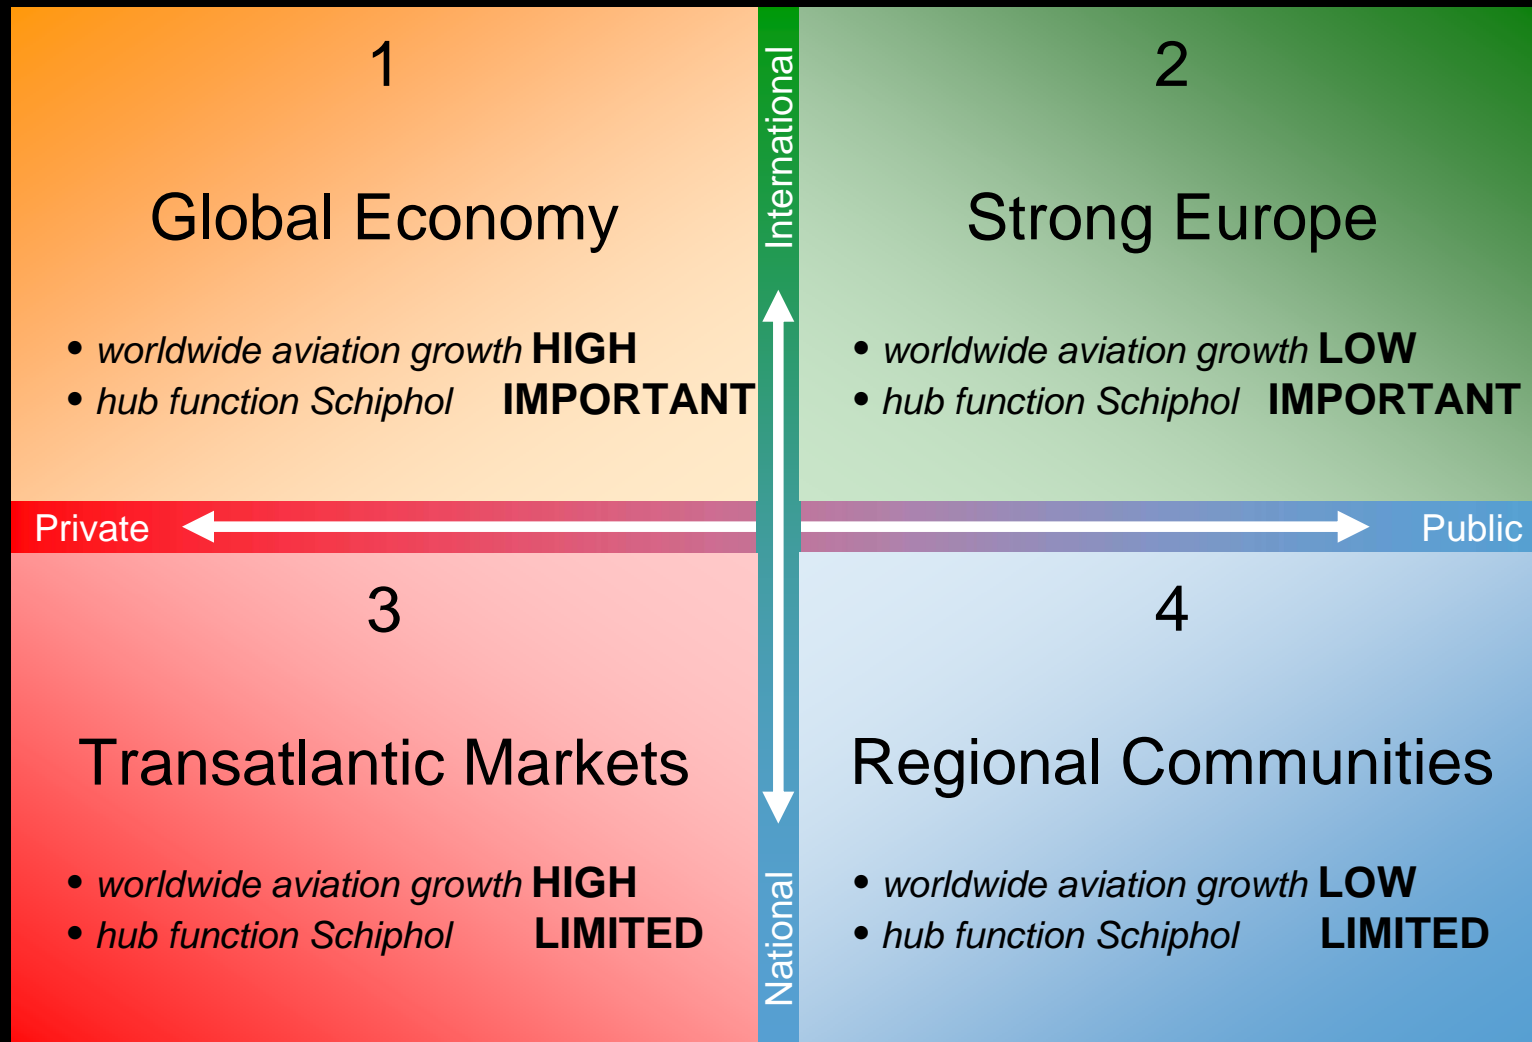 1
Global Economy
• worldwide aviation growth HIGH
• hub function Schiphol IMPORTANT
International
2
Strong Europe
• worldwide aviation growth LOW
• hub function Schiphol IMPORTANT
Private
Public
3
Transatlantic Markets
• worldwide aviation growth HIGH
• hub function Schiphol LIMITED
National
4
Regional Communities
• worldwide aviation growth LOW
• hub function Schiphol LIMITED